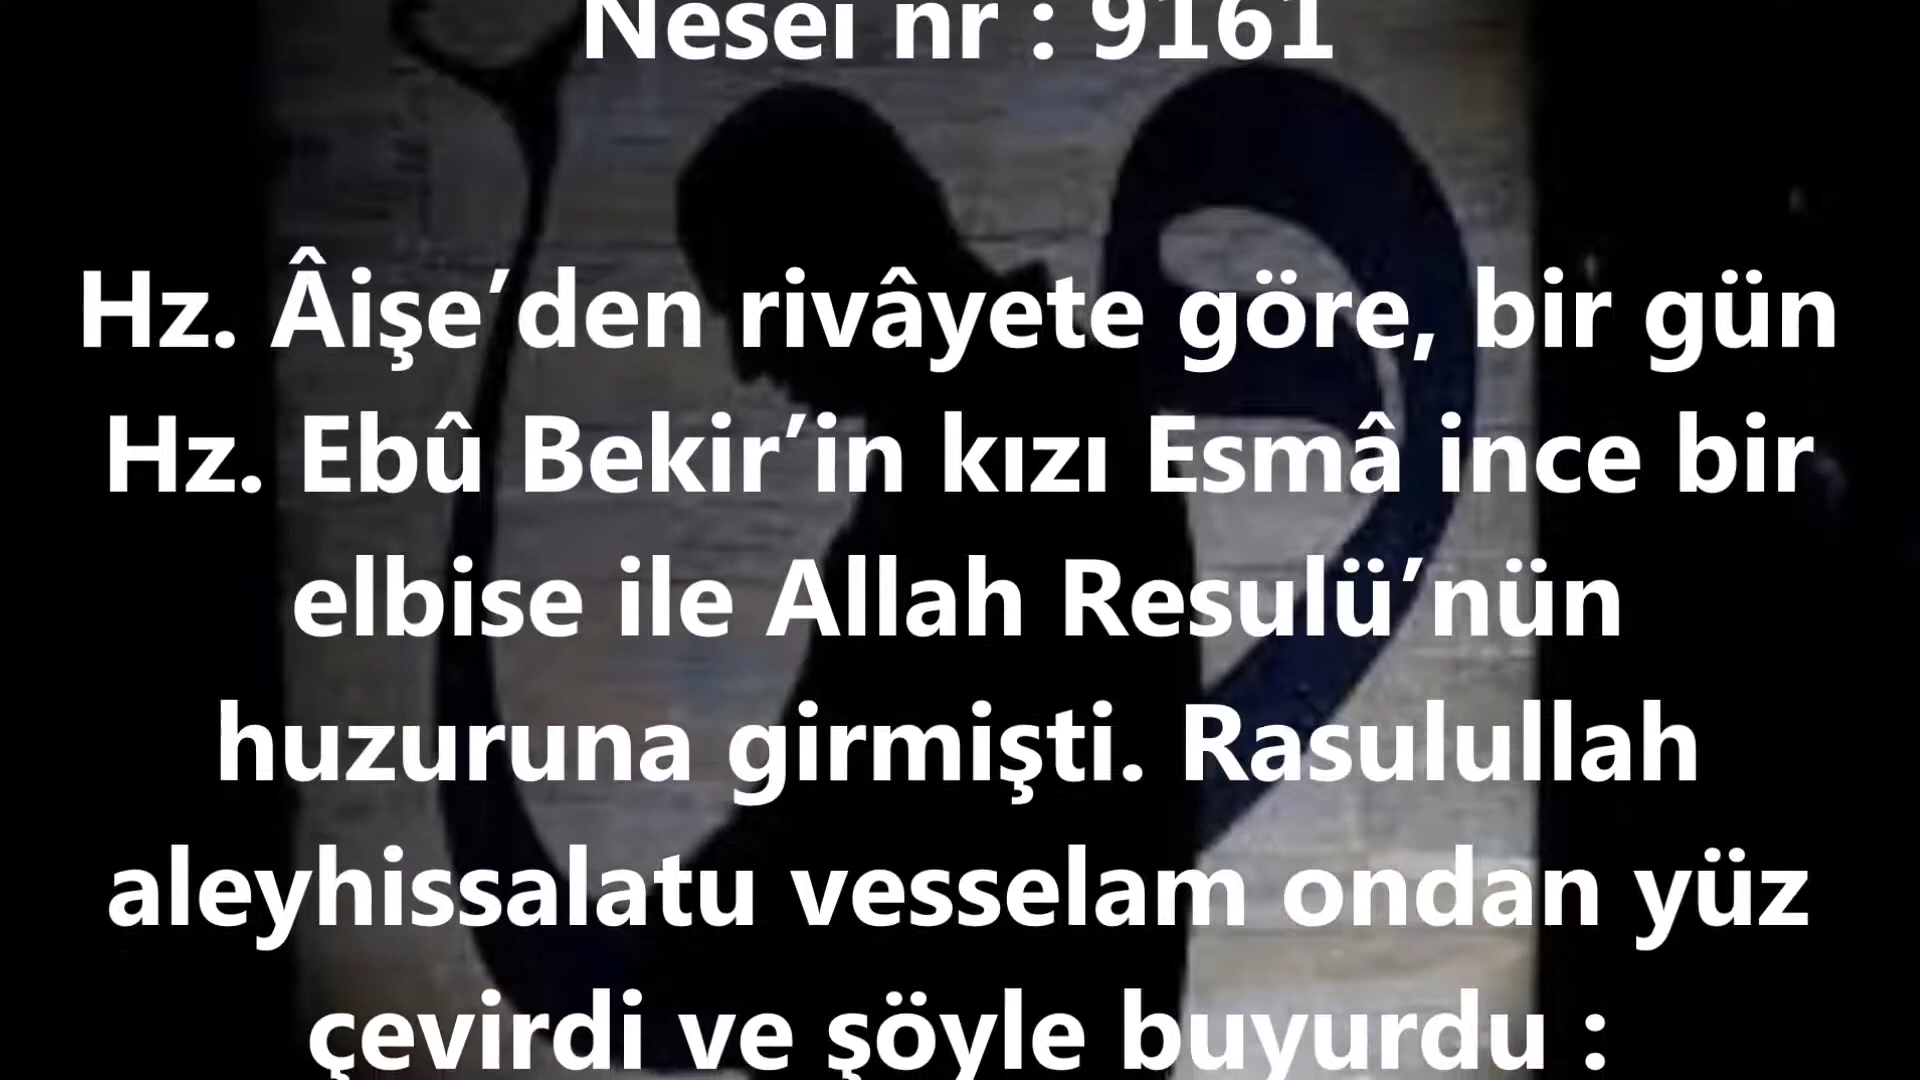 Nesei nr : 9161
Hz. Âişe’den rivâyete göre, bir gün
Hz. Ebû Bekir’in kızı Esmâ ince bir
elbise ile Allah Resulü’nün
huzuruna girmişti. Rasulullah
aleyhissalatu vesselam ondan yüz
çevirdi ve şöyle buyurdu :